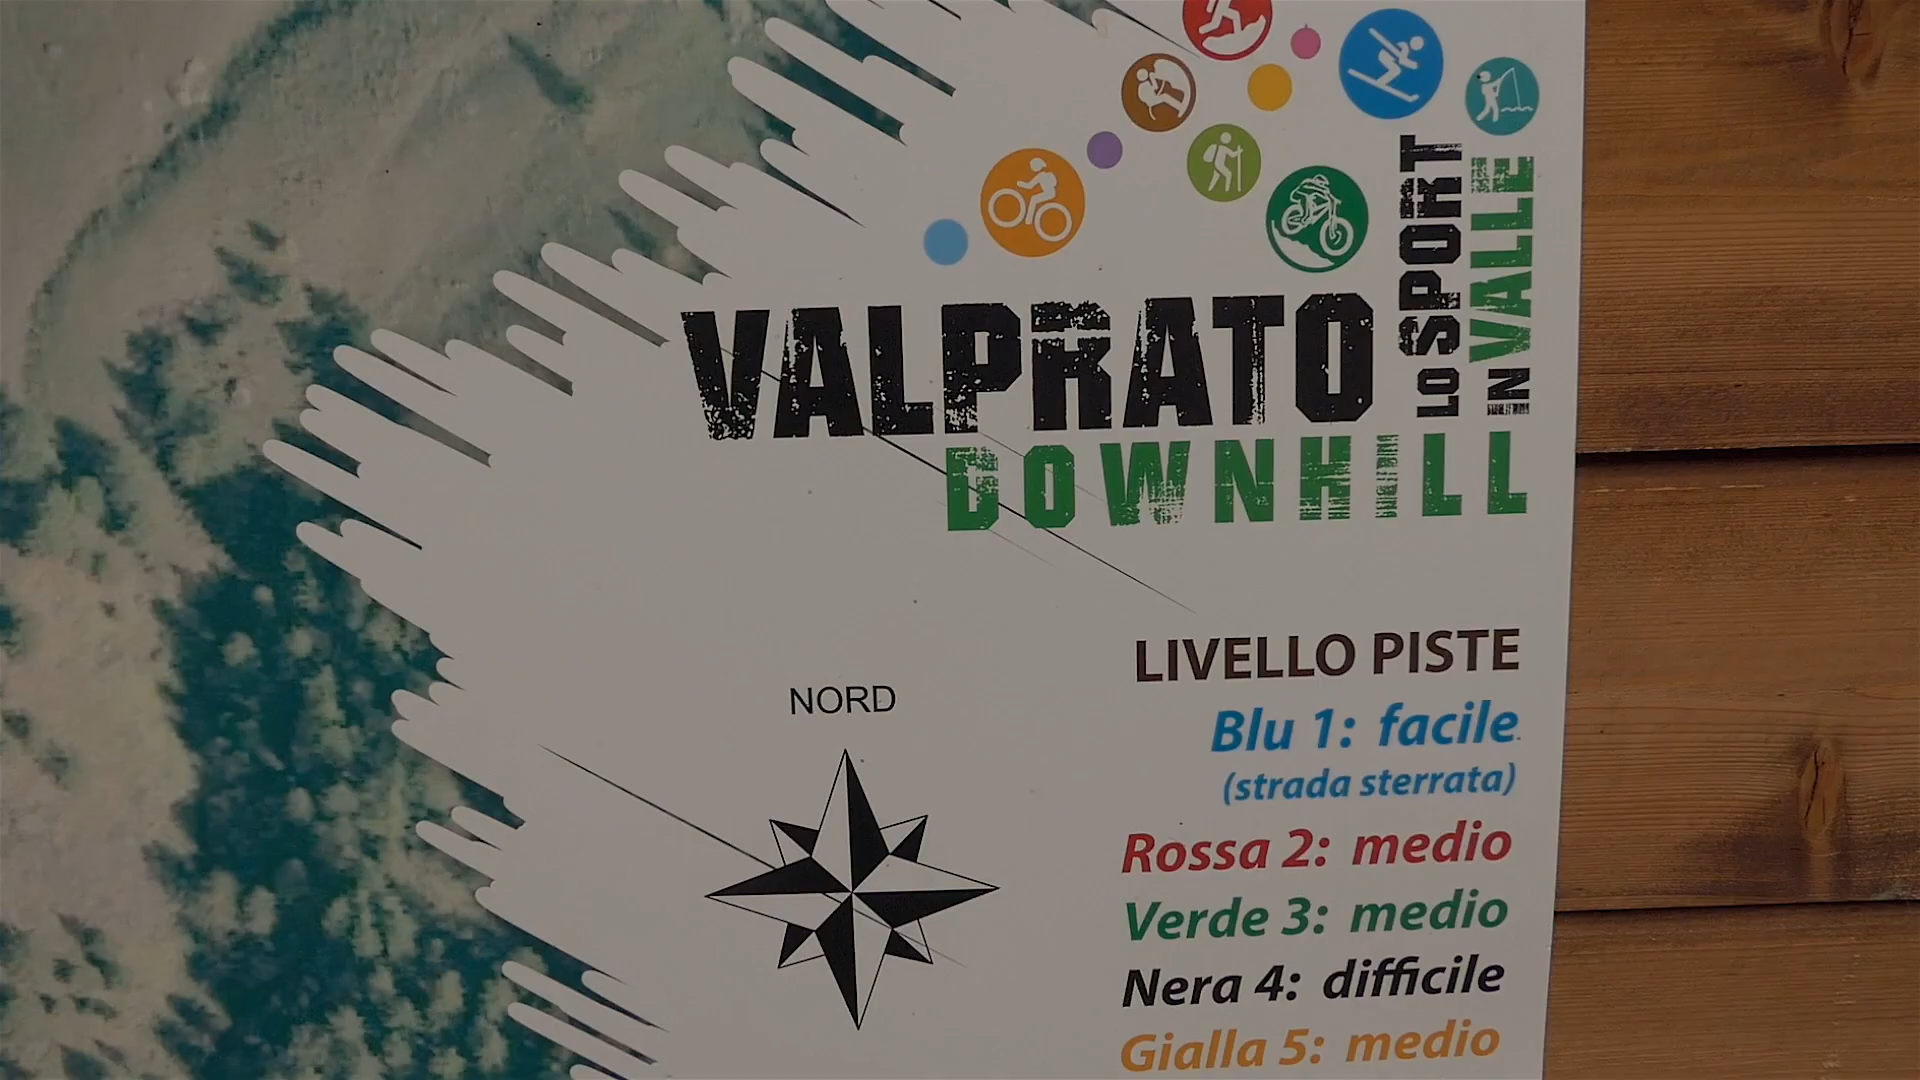 VALPRATO
DOWNHILL
LO SPORT
IN VALLE
NORD
LIVELLO PISTE
Blu 1: facile.
(strada sterrata)
Rossa 2: medio
Verde 3: medio
Nera 4: difficile
Gialla 5: medio